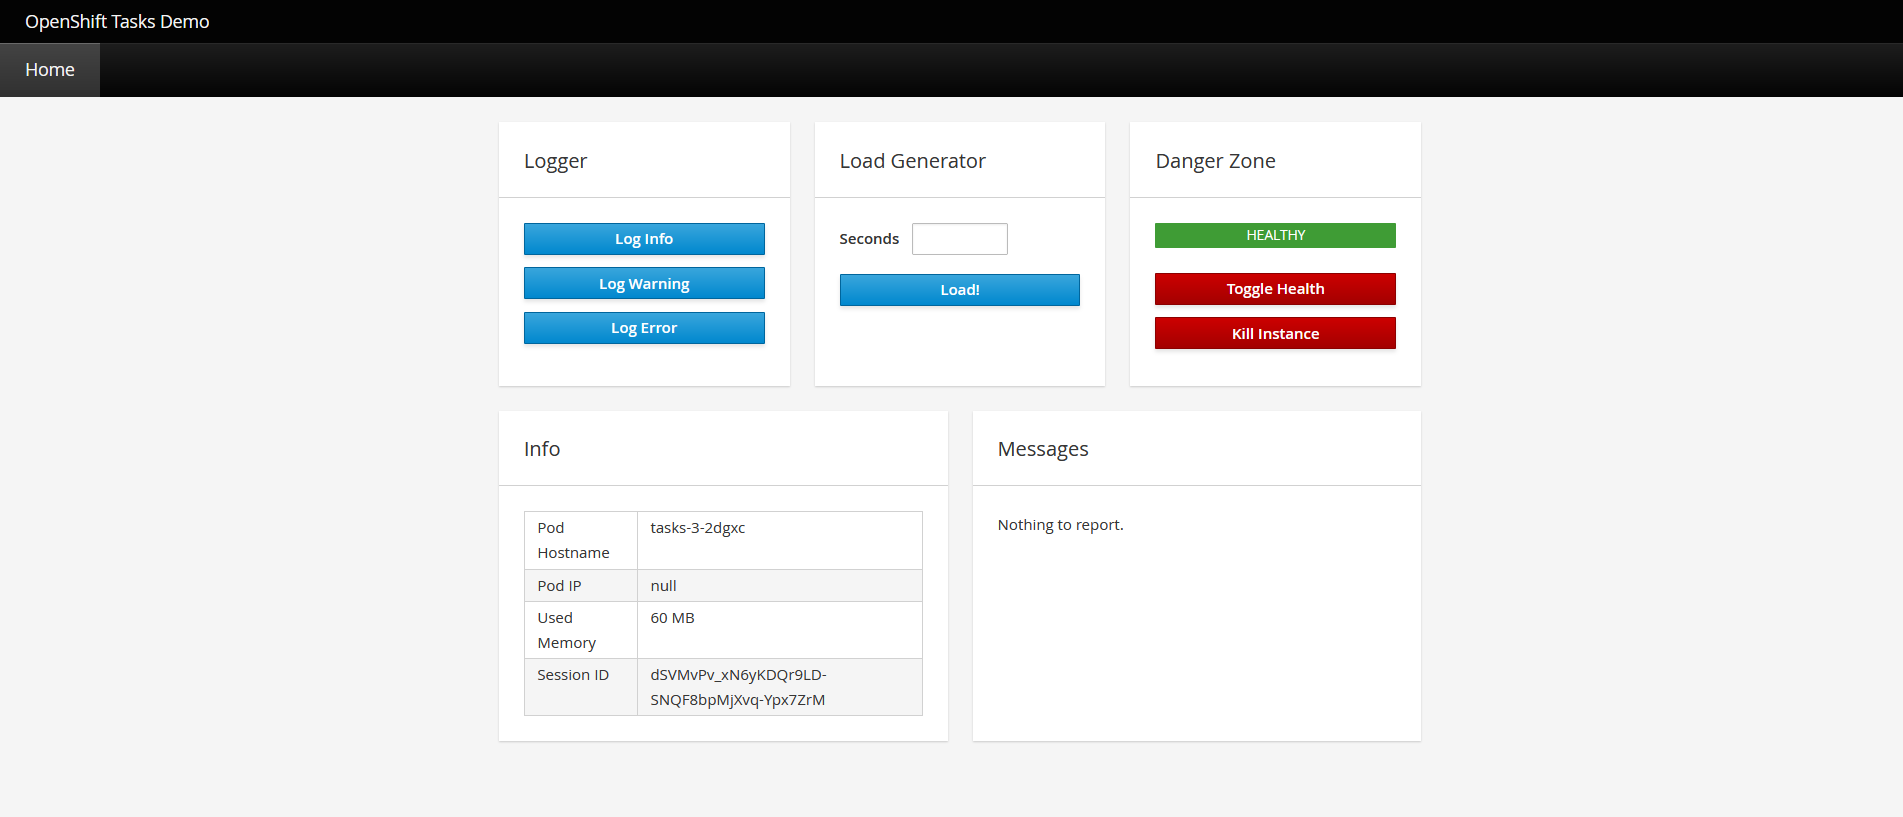 OpenShift Tasks Demo
Home
Logger
Log Info
Log Warning
Log Error
Load Generator
Seconds
Load!
Danger Zone
HEALTHY
Toggle Health
Kill Instance
Info
Pod Hostname
tasks-3-2dgxc
Pod IP
null
Used Memory
60 MB
Session ID
dSVMvPv_xN6yKDQr9LD-
SNQF8bpMjXvq-Ypx7ZrM
Messages
Nothing to report.